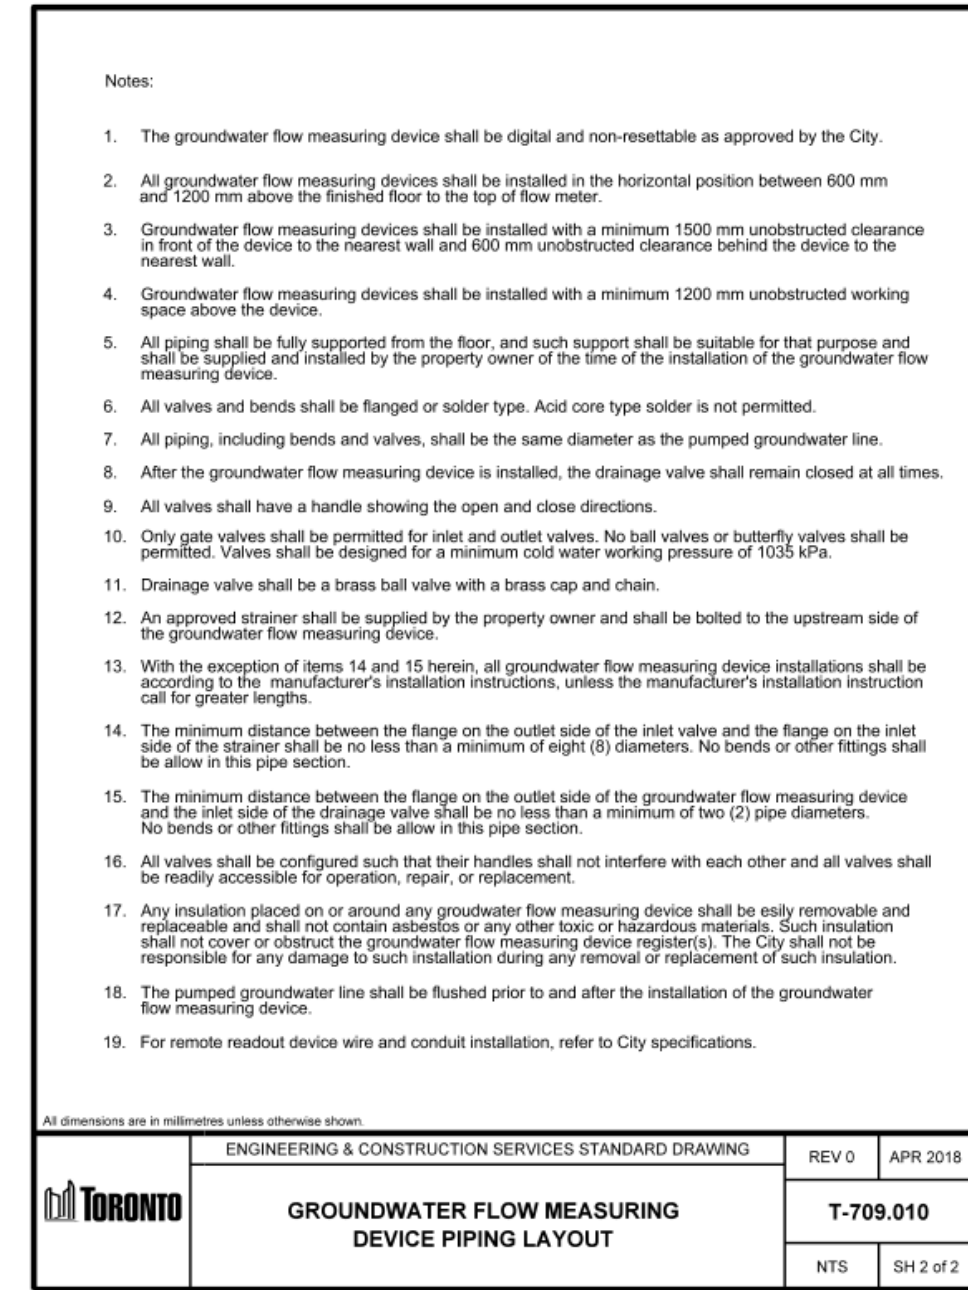 Notes:
1. The groundwater flow measuring device shall be digital and non-resettable as approved by the City.
2. All groundwater flow measuring devices shall be installed in the horizontal position between 600 mm
and 1200 mm above the finished floor to the top of flow meter.
3. Groundwater flow measuring devices shall be installed with a minimum 1500 mm unobstructed clearance
in front of the device to the nearest wall and 600 mm unobstructed clearance behind the device to the
nearest wall.
4. Groundwater flow measuring devices shall be installed with a minimum 1200 mm unobstructed working
space above the device.
5. All piping shall be fully supported from the floor, and such support shall be suitable for that purpose and
shall be supplied and installed by the property owner of the time of the installation of the groundwater flow
measuring device.
6. All valves and bends shall be flanged or solder type. Acid core type solder is not permitted.
7. All piping, including bends and valves, shall be the same diameter as the pumped groundwater line.
8. After the groundwater flow measuring device is installed, the drainage valve shall remain closed at all times.
9. All valves shall have a handle showing the open and close directions.
10. Only gate valves shall be permitted for inlet and outlet valves. No ball valves or butterfly valves shall be
permitted. Valves shall be designed for a minimum cold water working pressure of 1035 kPa.
11. Drainage valve shall be a brass ball valve with a brass cap and chain.
12. An approved strainer shall be supplied by the property owner and shall be bolted to the upstream side of
the groundwater flow measuring device.
13. With the exception of items 14 and 15 herein, all groundwater flow measuring device installations shall be
according to the manufacturer's installation instructions, unless the manufacturer's installation instruction
call for greater lengths.
14. The minimum distance between the flange on the outlet side of the inlet valve and the flange on the inlet
side of the strainer shall be no less than a minimum of eight (8) diameters. No bends or other fittings shall
be allow in this pipe section.
15. The minimum distance between the flange on the outlet side of the groundwater flow measuring device
and the inlet side of the drainage valve shall be no less than a minimum of two (2) pipe diameters.
No bends or other fittings shall be allow in this pipe section.
16. All valves shall be configured such that their handles shall not interfere with each other and all valves shall
be readily accessible for operation, repair, or replacement.
17. Any insulation placed on or around any groudwater flow measuring device shall be esily removable and
replaceable and shall not contain asbestos or any other toxic or hazardous materials. Such insulation
shall not cover or obstruct the groundwater flow measuring device register(s). The City shall not be
responsible for any damage to such installation during any removal or replacement of such insulation.
18. The pumped groundwater line shall be flushed prior to and after the installation of the groundwater
flow measuring device.
19. For remote readout device wire and conduit installation, refer to City specifications.
All dimensions are in millimetres unless otherwise shown.
TORONTO
ENGINEERING & CONSTRUCTION SERVICES STANDARD DRAWING
GROUNDWATER FLOW MEASURING
DEVICE PIPING LAYOUT
REV 0
APR 2018
T-709.010
NTS
SH 2 of 2